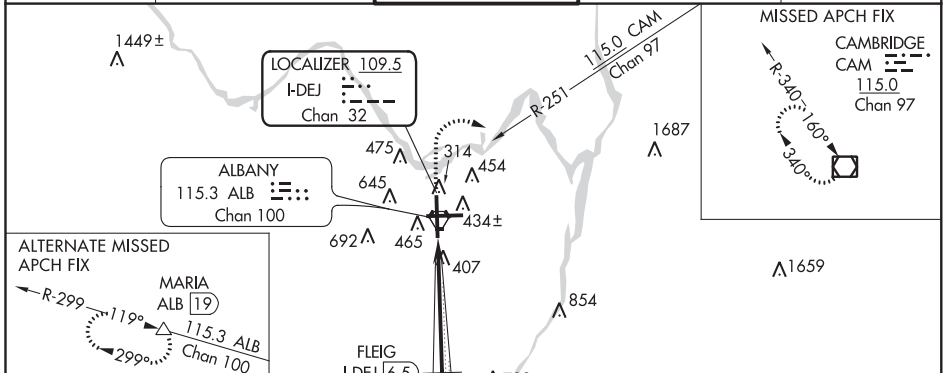 MISSED APCH FIX
CAMBRIDGE
CAM
115.0
Chan 97
R-340
160°
340°
1449±
LOCALIZER 109.5
I-DEJ
Chan 32
115.0 CAM
Chan 97
R-251
1687
475
314
454
ALBANY
115.3 ALB
Chan 100
645
434±
692
465
407
1659
854
ALTERNATE MISSED
APCH FIX
MARIA
ALB 19
R-299
119°
299°
115.3 ALB
Chan 100
FLEIG
I-DEJ 6.5